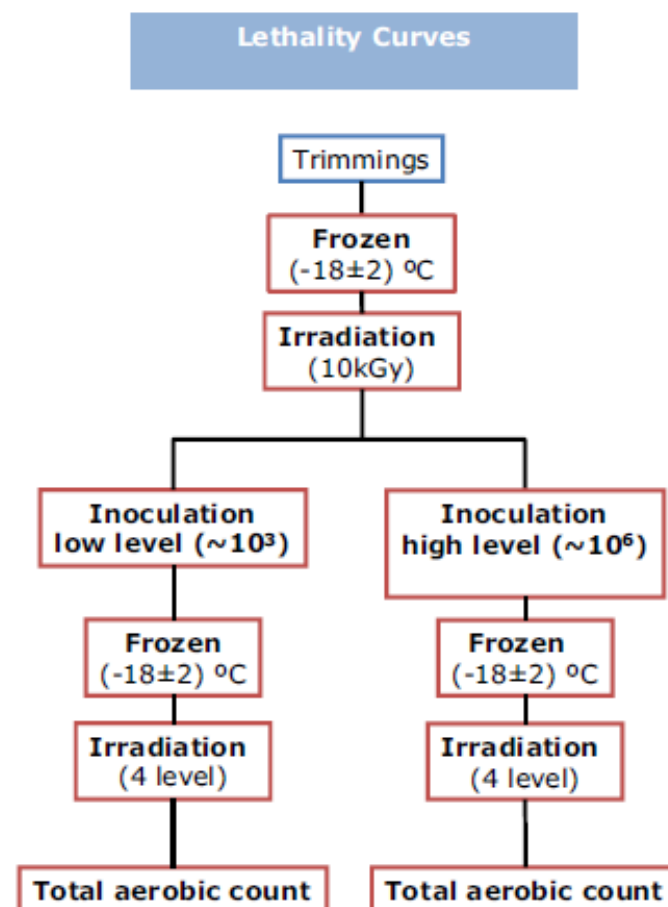 Lethality Curves
Trimmings
Frozen
(-18±2) ºC
Irradiation
(10kGy)
Inoculation
low level (~10³)
Inoculation
high level (~10⁶)
Frozen
(-18±2) ºC
Frozen
(-18±2) ºC
Irradiation
(4 level)
Irradiation
(4 level)
Total aerobic count
Total aerobic count